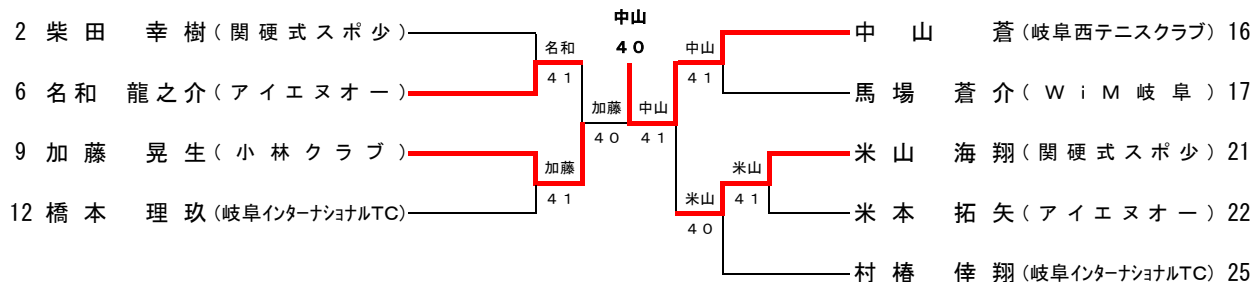 中山
４０
2 柴田 幸樹(関硬式スポ少)
名和
４１
6 名和 龍之介(アイエヌオー)
加藤
４０
9 加藤 晃生(小林クラブ)
加藤
４１
12 橋本 理玖(岐阜インターナショナルTC)
中山 蒼(岐阜西テニスクラブ) 16
中山
４１
馬場 蒼介(ＷｉＭ岐阜) 17
中山
４１
米山 海翔(関硬式スポ少) 21
米山
４１
米本 拓矢(アイエヌオー) 22
米山
４０
村椿 倖翔(岐阜インターナショナルTC) 25